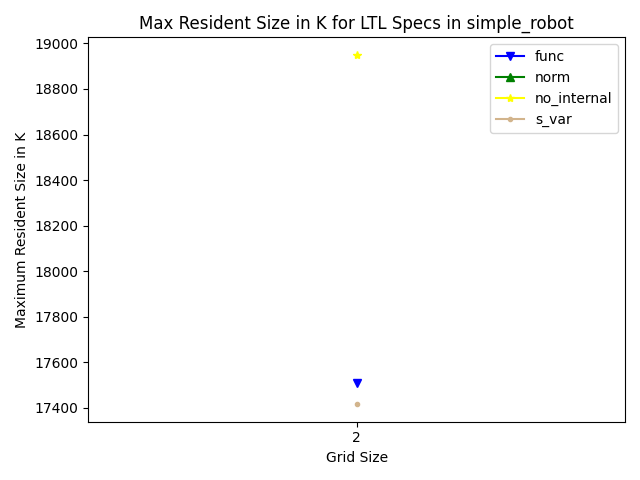 Max Resident Size in K for LTL Specs in simple_robot
19000
18800
18600
18400
18200
18000
17800
17600
17400
Maximum Resident Size in K
func
norm
no_internal
s_var
2
Grid Size